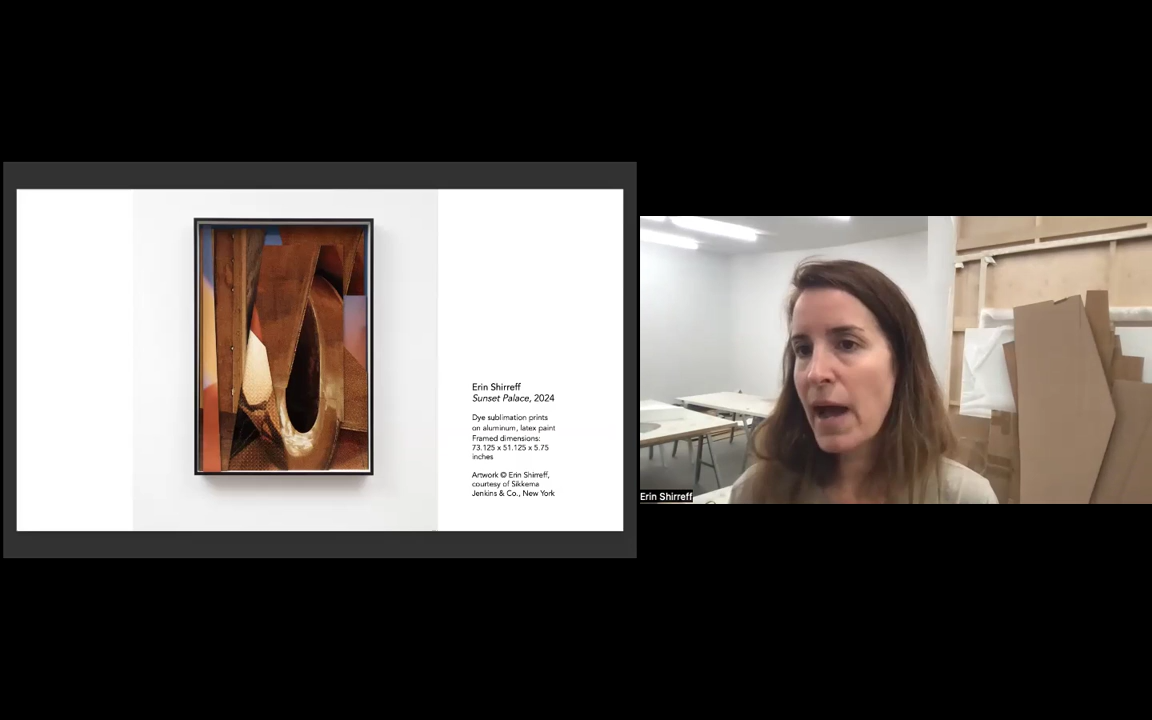 Erin Shirreff
Sunset Palace, 2024
Dye sublimation prints
on aluminum, latex paint
Framed dimensions:
73.125 x 51.125 x 5.75
inches
Artwork © Erin Shirreff,
courtesy of Sikkema
Jenkins & Co., New York
Erin Shirreff